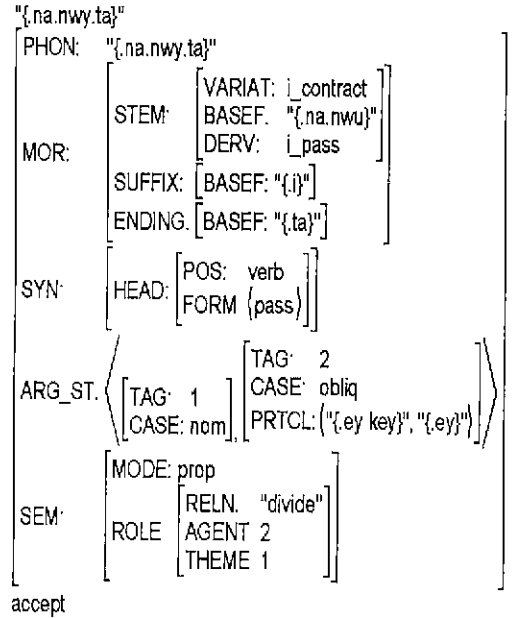 "{.na.nwy.ta}"
PHON: "{.na.nwy.ta}"
MOR:
STEM· VARIAT: i_contract
BASEF. "{.na.nwu}"
DERV: i_pass
SUFFIX: BASEF: "{.i}"
ENDING. BASEF: "{.ta}"
SYN·
HEAD: POS: verb
FORM (pass)
ARG_ST.
TAG: 1
CASE: nom ,
TAG· 2
CASE: obliq
PRTCL: ("{.ey key}", "{.ey}")
SEM·
MODE: prop
ROLE RELN. "divide"
AGENT 2
THEME 1
accept